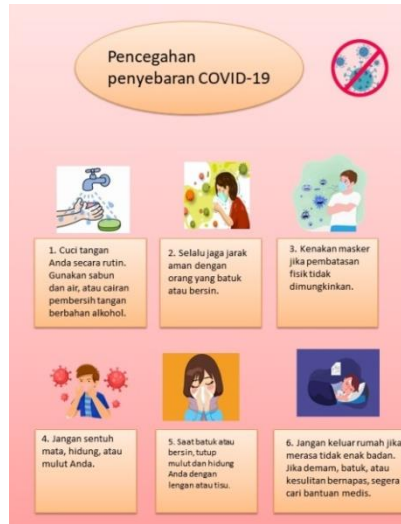 Pencegahan
penyebaran COVID-19
1. Cuci tangan
Anda secara rutin.
Gunakan sabun
dan air, atau cairan
pembersih tangan
berbahan alkohol.
2. Selalu jaga jarak
aman dengan
orang yang batuk
atau bersin.
3. Kenakan masker
jika pembatasan
fisik tidak
dimungkinkan.
4. Jangan sentuh
mata, hidung, atau
mulut Anda.
5. Saat batuk atau
bersin, tutup
mulut dan hidung
Anda dengan
lengan atau tisu.
6. Jangan keluar rumah jika
merasa tidak enak badan.
Jika demam, batuk, atau
kesulitan bernapas, segera
cari bantuan medis.